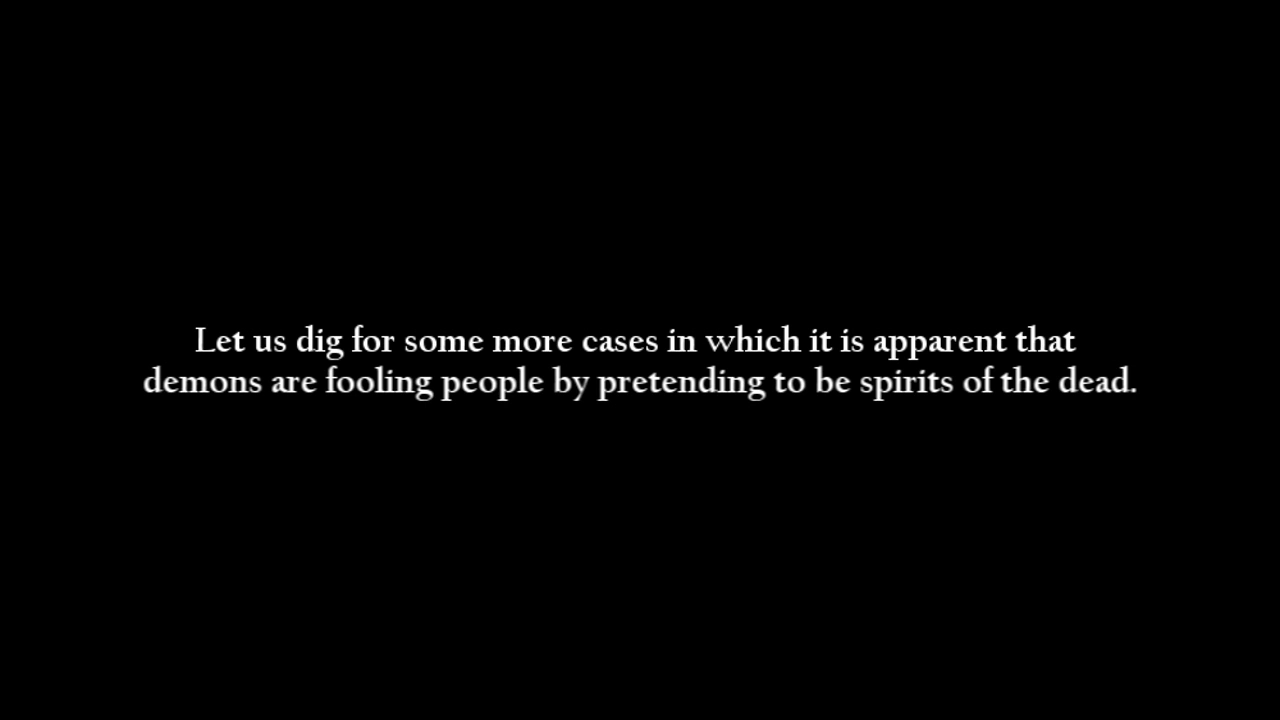 Let us dig for some more cases in which it is apparent that
demons are fooling people by pretending to be spirits of the dead.